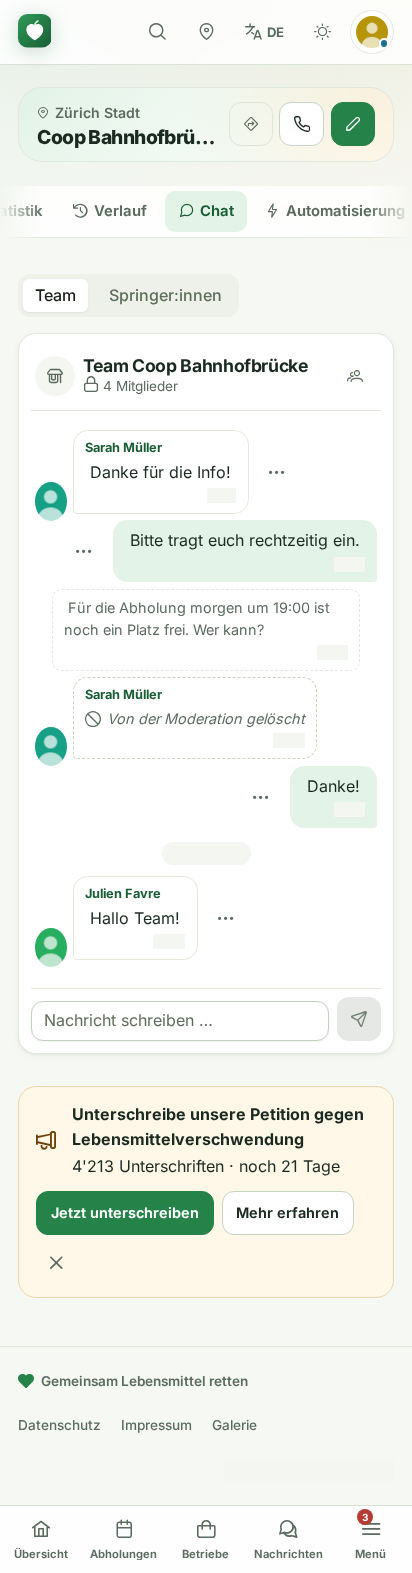 DE
Zürich Stadt
Coop Bahnhofbrü...
atistik
Verlauf
Chat
Automatisierung
Team
Springer:innen
Team Coop Bahnhofbrücke
4 Mitglieder
Sarah Müller
Danke für die Info!
Bitte tragt euch rechtzeitig ein.
Für die Abholung morgen um 19:00 ist
noch ein Platz frei. Wer kann?
Sarah Müller
Von der Moderation gelöscht
Danke!
Julien Favre
Hallo Team!
Nachricht schreiben ...
Unterschreibe unsere Petition gegen
Lebensmittelverschwendung
4'213 Unterschriften · noch 21 Tage
Jetzt unterschreiben
Mehr erfahren
Gemeinsam Lebensmittel retten
Datenschutz
Impressum
Galerie
3
Übersicht
Abholungen
Betriebe
Nachrichten
Menü